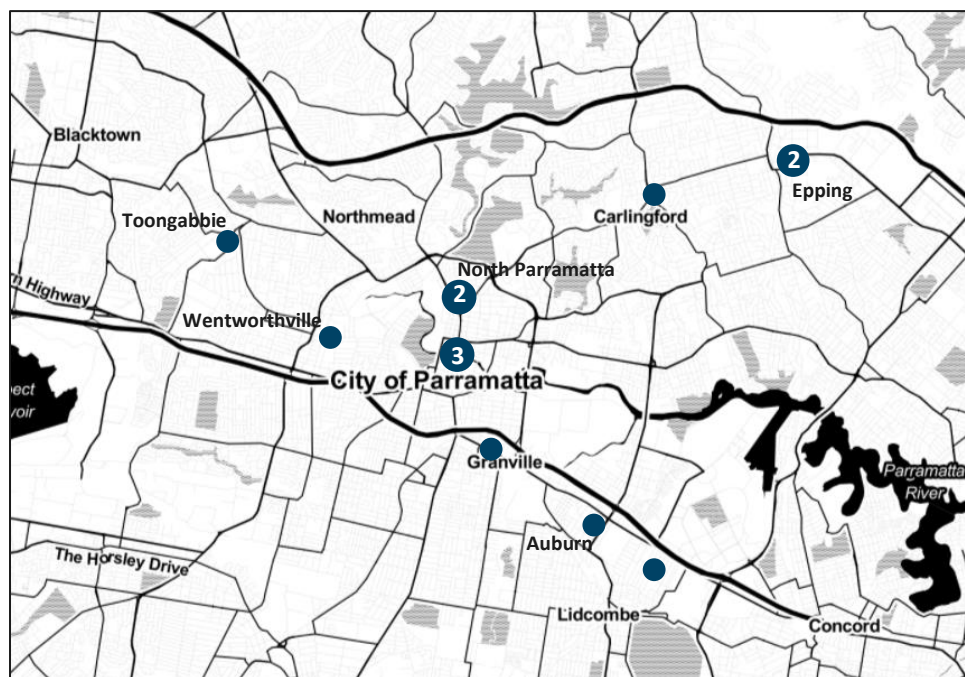 Blacktown
2
Epping
Toongabbie
Northmead
Carlingford
North Parramatta
n Highway
2
Wentworthville
3
City of Parramatta
pect
voir
Granville
Parramatta
River
Auburn
The Horsley Drive
Lidcombe
Concord